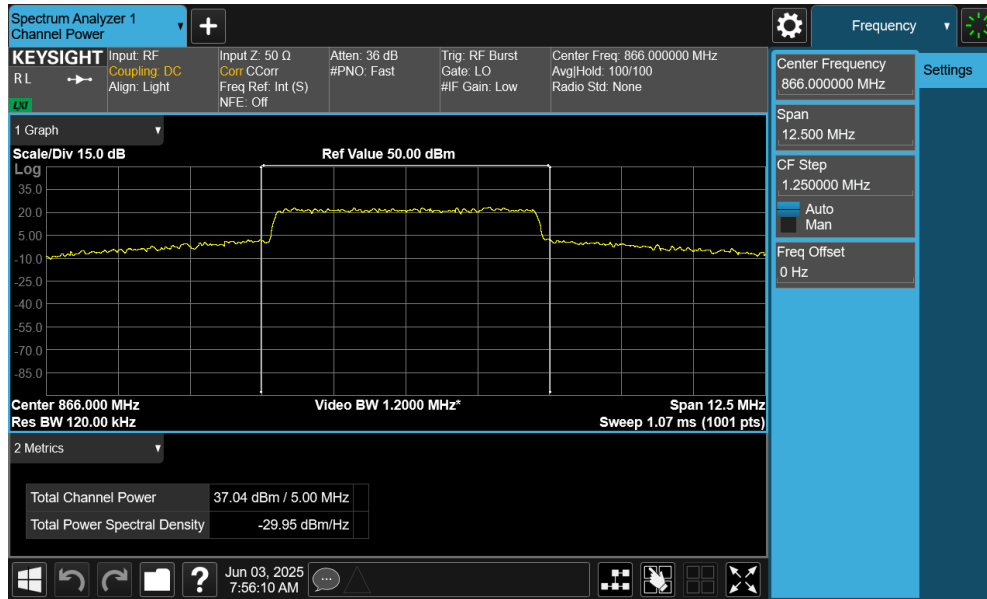 Spectrum Analyzer 1
Channel Power
+
Frequency
KEYSIGHT
R L
LXI
Input: RF
Coupling: DC
Align: Light
Input Z: 50 Ω
Corr CCorr
Freq Ref: Int (S)
NFE: Off
Atten: 36 dB
#PNO: Fast
Trig: RF Burst
Gate: LO
#IF Gain: Low
Center Freq: 866.000000 MHz
Avg|Hold: 100/100
Radio Std: None
Center Frequency
866.000000 MHz
Settings
Span
12.500 MHz
CF Step
1.250000 MHz
Auto
Man
Freq Offset
0 Hz
1 Graph
Scale/Div 15.0 dB
Ref Value 50.00 dBm
Log
35.0
20.0
5.00
-10.0
-25.0
-40.0
-55.0
-70.0
-85.0
Center 866.000 MHz
Video BW 1.2000 MHz*
Span 12.5 MHz
Res BW 120.00 kHz
Sweep 1.07 ms (1001 pts)
2 Metrics
Total Channel Power 37.04 dBm / 5.00 MHz
Total Power Spectral Density -29.95 dBm/Hz
?
Jun 03, 2025
7:56:10 AM